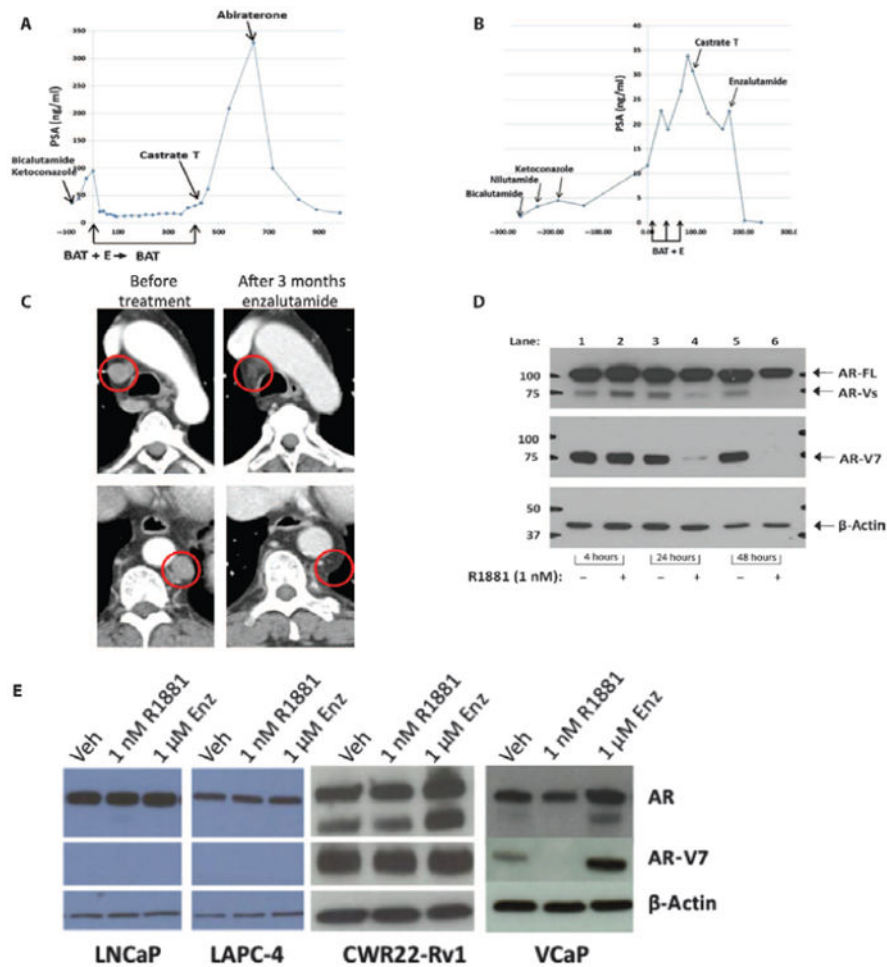 A
Abiraterone
350
300
250
200
150
100
50
0
PSA (ng/ml)
Bicalutamide
Ketoconazole
Castrate T
−100 100 200 300 400 500 600 700 800 900
BAT + E → BAT
B
40
35
30
25
20
15
10
5
0
PSA (ng/ml)
Castrate T
Enzalutamide
Ketoconazole
Nilutamide
Bicalutamide
−300.00 −200.00 −100.00 0.00 100.00 200.00 300.0
BAT + E
C
Before treatment
After 3 months enzalutamide
D
Lane: 1 2 3 4 5 6
100
75
AR-FL
AR-Vs
100
75
AR-V7
50
37
β-Actin
4 hours 24 hours 48 hours
R1881 (1 nM): − + − + − +
E
Veh 1 nM R1881 1 μM Enz
Veh 1 nM R1881 1 μM Enz
Veh 1 nM R1881 1 μM Enz
Veh 1 nM R1881 1 μM Enz
AR
AR-V7
β-Actin
LNCaP LAPC-4 CWR22-Rv1 VCaP